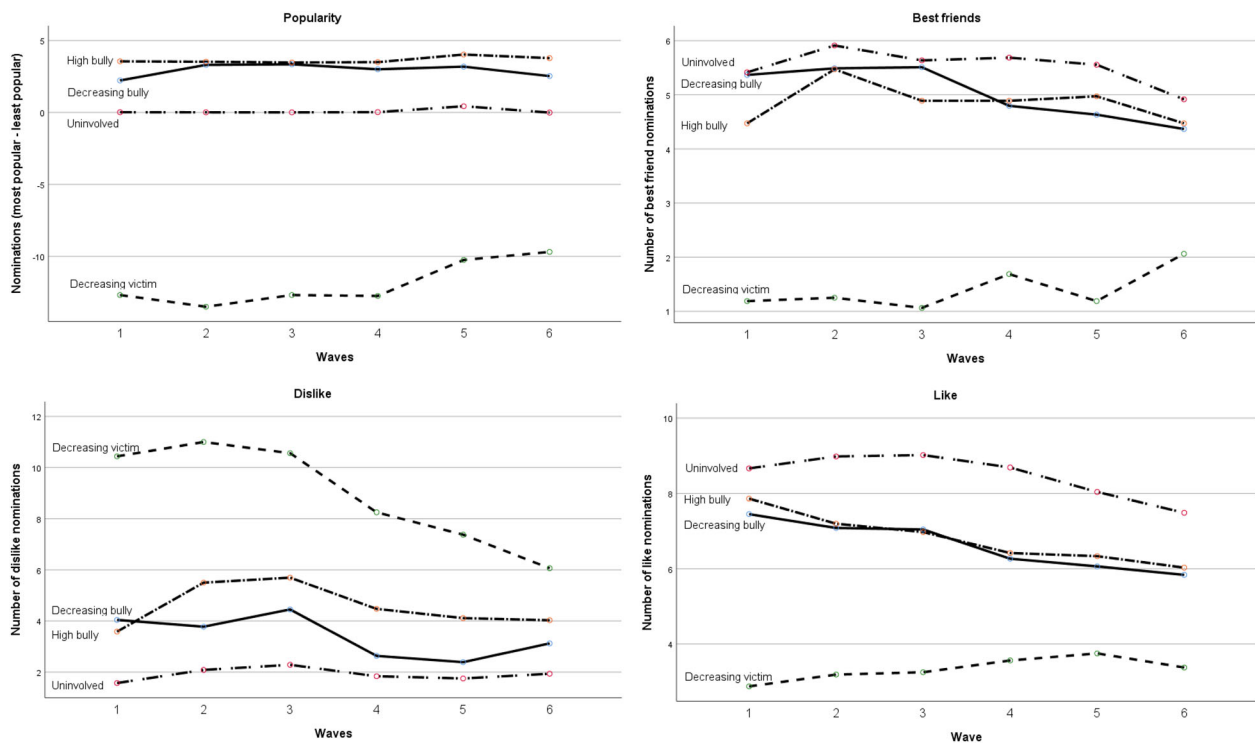 Popularity
Nominations (most popular - least popular)
5
0
-5
-10
High bully
Decreasing bully
Uninvolved
Decreasing victim
1 2 3 4 5 6
Waves
Best friends
Number of best friend nominations
6
5
4
3
2
1
Uninvolved
Decreasing bully
High bully
Decreasing victim
1 2 3 4 5 6
Waves
Dislike
Number of dislike nominations
12
10
8
6
4
2
Decreasing victim
Decreasing bully
High bully
Uninvolved
1 2 3 4 5 6
Waves
Like
Number of like nominations
10
8
6
4
Uninvolved
High bully
Decreasing bully
Decreasing victim
1 2 3 4 5 6
Wave